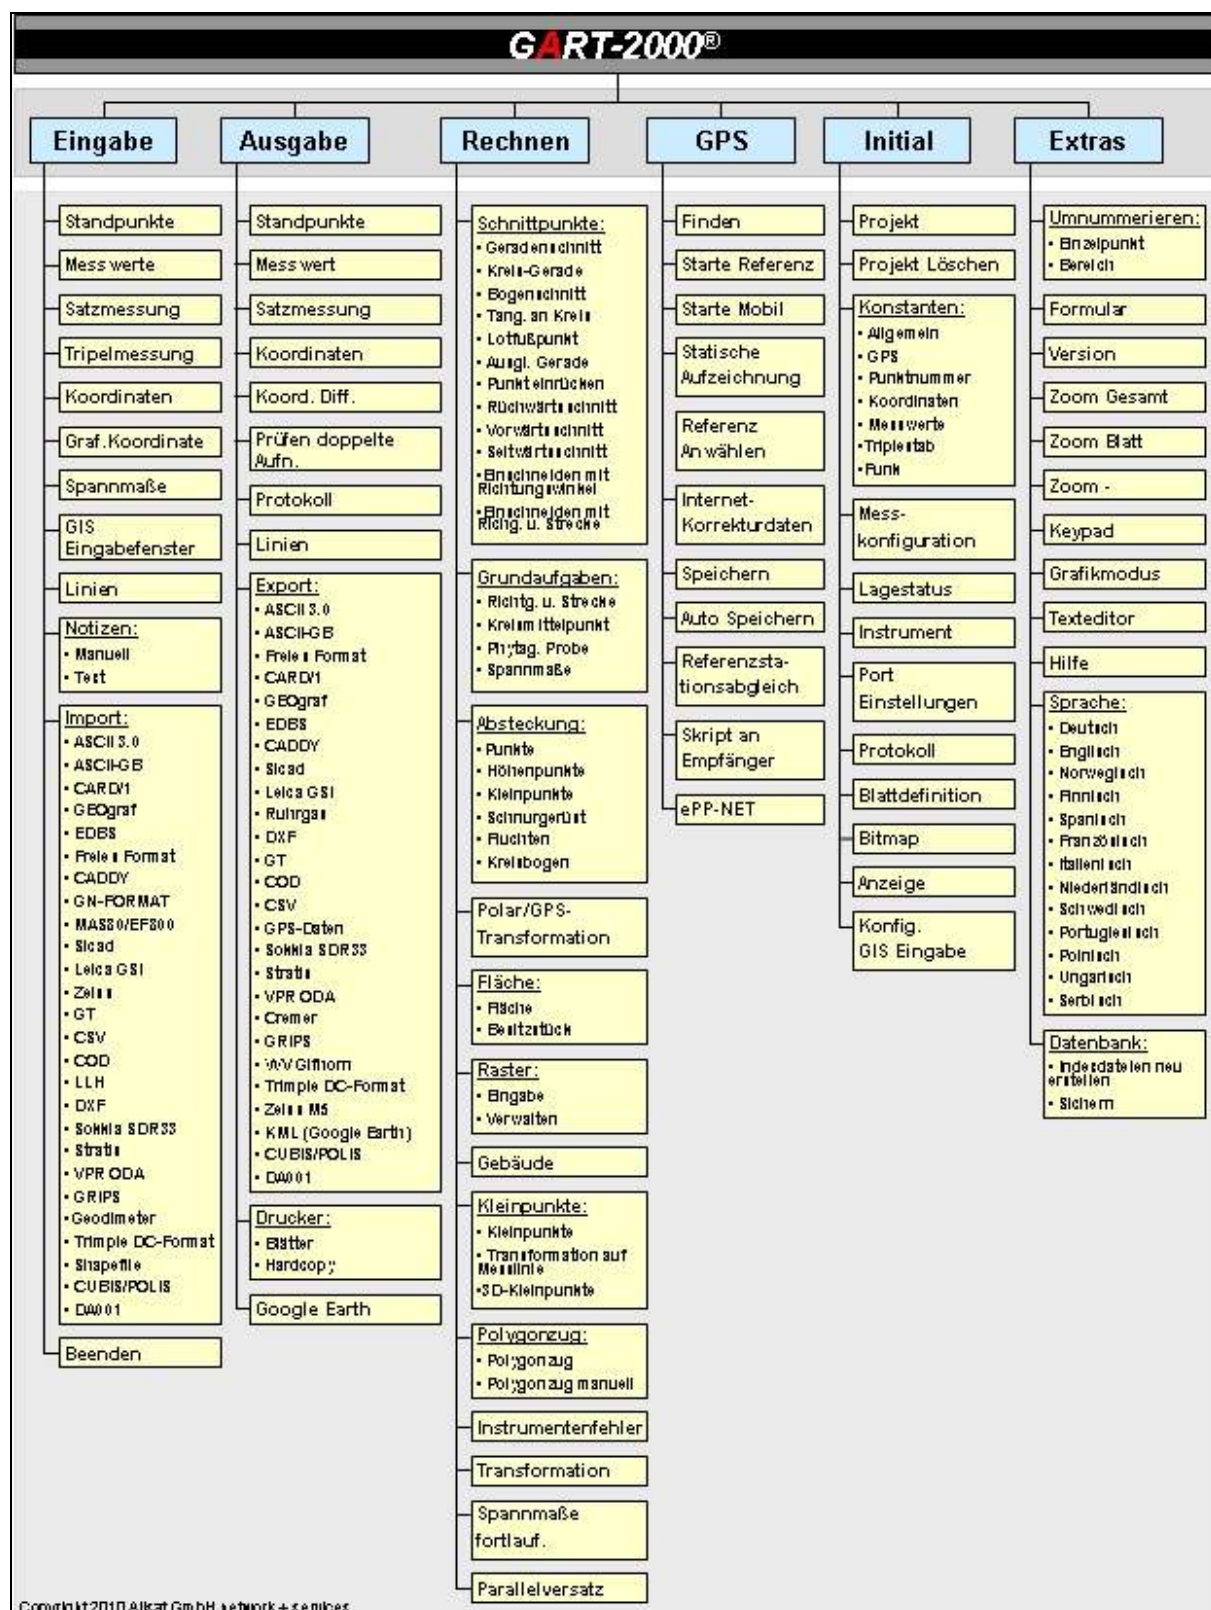 GART-2000®
Eingabe
Standpunkte
Messwerte
Satzmessung
Tripelmessung
Koordinaten
Graf.Koordinate
Spannmaße
GIS
Eingabefenster
Linien
Notizen:
• Manuell
• Text
Import:
• ASCII 3.0
• ASCII-GB
• CARD/1
• GEOgraf
• EDBS
• Freies Format
• CADDY
• GN-FORMAT
• Sicad
• Leica GSI
• Zeiss
• GT
• CSV
• COD
• LLH
• DXF
• Sokkia SDR33
• Stratis
• VPR ODA
• GRIPS
•Geodimeter
• Trimple DC-Format
• Shapefile
• CUBIS/POLIS
• DA001
Beenden
Ausgabe
Standpunkte
Messwert
Satzmessung
Koordinaten
Koord. Diff.
Prüfen doppelte
Aufn.
Protokoll
Linien
Export:
• ASCII 3.0
• ASCII-GB
• Freies Format
• CARD/1
• GEOgraf
• EDBS
• CADDY
• Sicad
• Leica GSI
• Ruhrgas
• DXF
• GT
• COD
• CSV
• GPS-Daten
• Sokkia SDR33
• Stratis
• VPR ODA
• Cremer
• GRIPS
• WV Gifhorn
• Trimple DC-Format
• Zeiss M5
• KML (Google Earth)
• CUBIS/POLIS
• DA001
Drucker:
• Blätter
• Hardcopy
Google Earth
Rechnen
Schnittpunkte:
• Geradenschnitt
• Kreis-Gerade
• Bogenschnitt
• Tang. an Kreis
• Lotfußpunkt
• Ausgl. Gerade
• Punkt einrücken
• Rückwärtsschnitt
• Vorwärtsschnitt
• Seitwärtsschnitt
•Einschneiden mit
Richtungswinkel
•Einschneiden mit
Richtg. u. Strecke
Grundaufgaben:
• Richtg. u. Strecke
• Kreismittelpunkt
• Phytag. Probe
• Spannmaße
Absteckung:
• Punkte
• Höhenpunkte
• Kleinpunkte
• Schnurgerüst
• Fluchten
• Kreisbogen
Polar/GPS-
Transformation
Fläche:
• Fläche
• Besitzstück
Raster:
• Eingabe
• Verwalten
Gebäude
Kleinpunkte:
• Kleinpunkte
• Transformation auf
Messlinie
•3D-Kleinpunkte
Polygonzug:
• Polygonzug
• Polygonzug manuell
Instrumentenfehler
Transformation
Spannmaße
fortlauf.
Parallelversatz
GPS
Finden
Starte Referenz
Starte Mobil
Statische
Aufzeichnung
Referenz
Anwählen
Internet-
Korrekturdaten
Speichern
Auto Speichern
Referenzsta-
tionsabgleich
Skript an
Empfänger
ePP-NET
Initial
Projekt
Projekt Löschen
Konstanten:
• Allgemein
• GPS
• Punktnummer
• Koordinaten
• Messwerte
•Triplestab
•Funk
Mess-
konfiguration
Lagestatus
Instrument
Port
Einstellungen
Protokoll
Blattdefinition
Bitmap
Anzeige
Konfig.
GIS Eingabe
Extras
Umnummerieren:
• Einzelpunkt
• Bereich
Formular
Version
Zoom Gesamt
Zoom Blatt
Zoom -
Keypad
Grafikmodus
Texteditor
Hilfe
Sprache:
• Deutsch
• Englisch
• Norwegisch
• Finnisch
• Spanisch
• Französisch
• Italienisch
• Niederländisch
• Schwedisch
• Portugiesisch
• Polnisch
• Ungarisch
• Serbisch
Datenbank:
• Indexdateien neu
erstellen
• Sichern
Copyright 2010 Allsat GmbH network + services